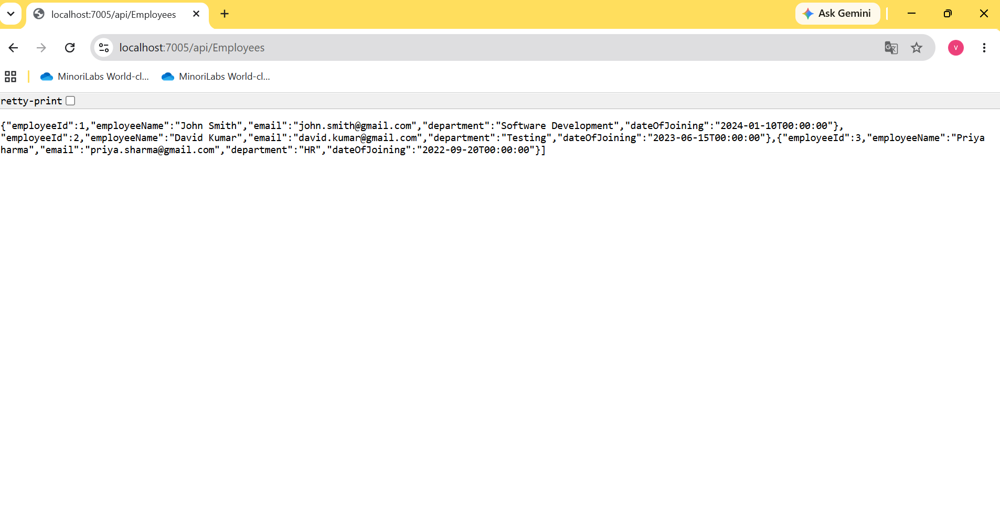 localhost:7005/api/Employees
Ask Gemini
localhost:7005/api/Employees
V
MinoriLabs World-cl...
MinoriLabs World-cl...
retty-print
{"employeeId":1,"employeeName":"John Smith","email":"john.smith@gmail.com","department":"Software Development","dateOfJoining":"2024-01-10T00:00:00"},
"employeeId":2,"employeeName":"David Kumar","email":"david.kumar@gmail.com","department":"Testing","dateOfJoining":"2023-06-15T00:00:00"},{"employeeId":3,"employeeName":"Priya
harma","email":"priya.sharma@gmail.com","department":"HR","dateOfJoining":"2022-09-20T00:00:00"}]